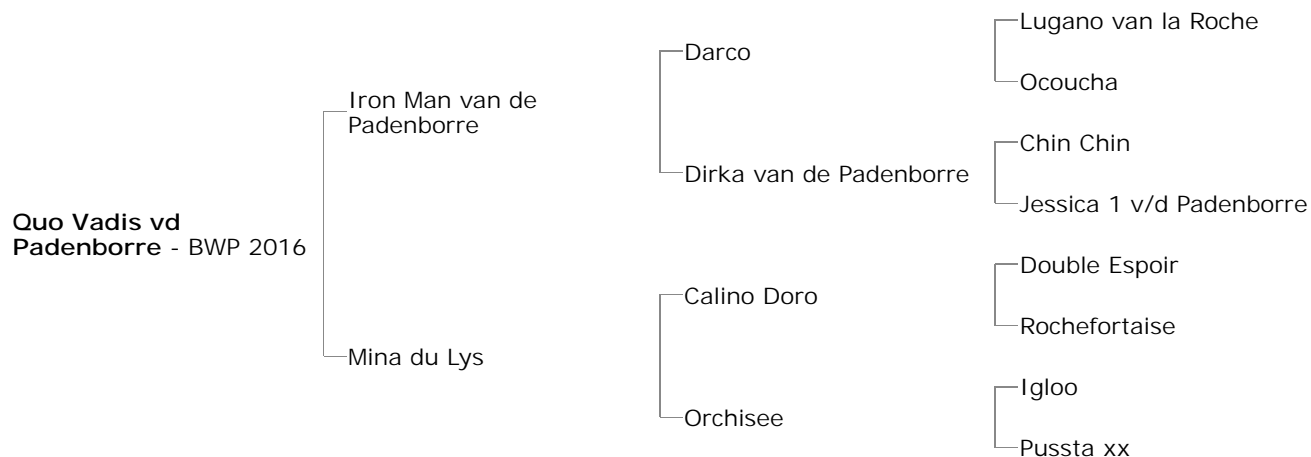 Quo Vadis vd
Padenborre - BWP 2016
Iron Man van de
Padenborre
Mina du Lys
Darco
Dirka van de Padenborre
Calino Doro
Orchisee
Lugano van la Roche
Ocoucha
Chin Chin
Jessica 1 v/d Padenborre
Double Espoir
Rochefortaise
Igloo
Pussta xx